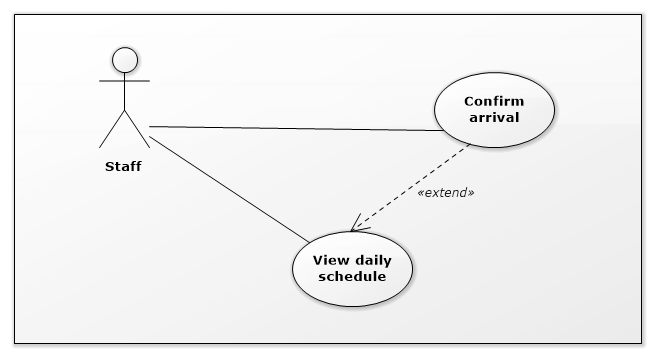 Confirm
arrival
Staff
«extend»
View daily
schedule